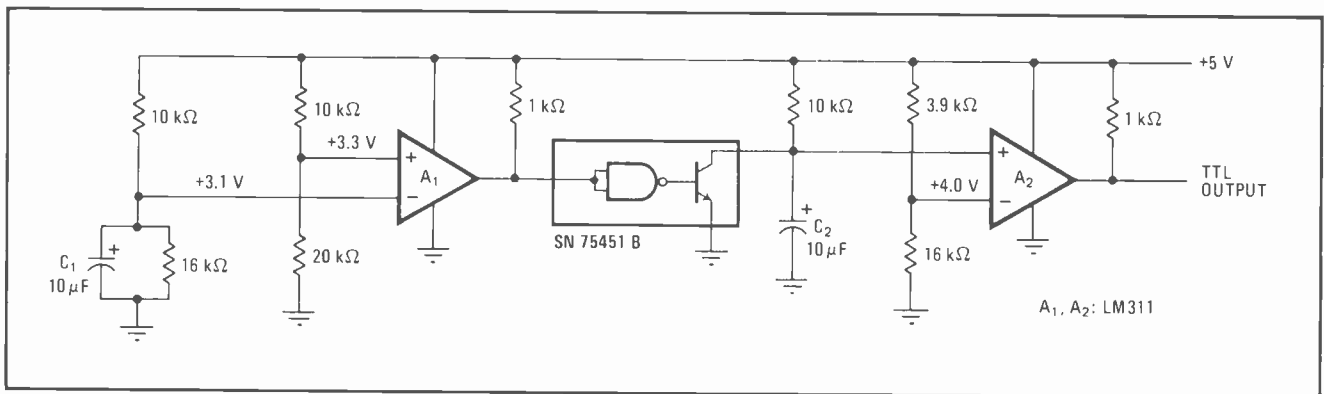 +5 V
10 kΩ
10 kΩ
1 kΩ
10 kΩ
3.9 kΩ
1 kΩ
+3.3 V
+
A₁
−
+3.1 V
+
A₂
−
+4.0 V
TTL
OUTPUT
SN 75451 B
+
C₁
10 μF
16 kΩ
20 kΩ
+
C₂
10 μF
16 kΩ
A₁, A₂: LM311